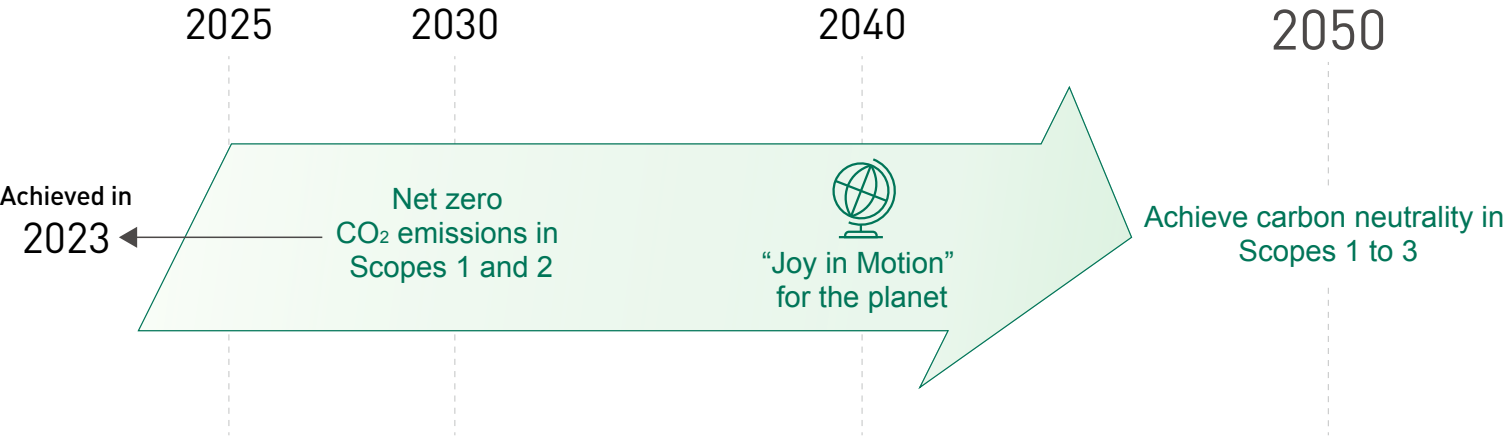 2025
2030
2040
2050
Achieved in
2023
Net zero
CO₂ emissions in
Scopes 1 and 2
“Joy in Motion”
for the planet
Achieve carbon neutrality in
Scopes 1 to 3